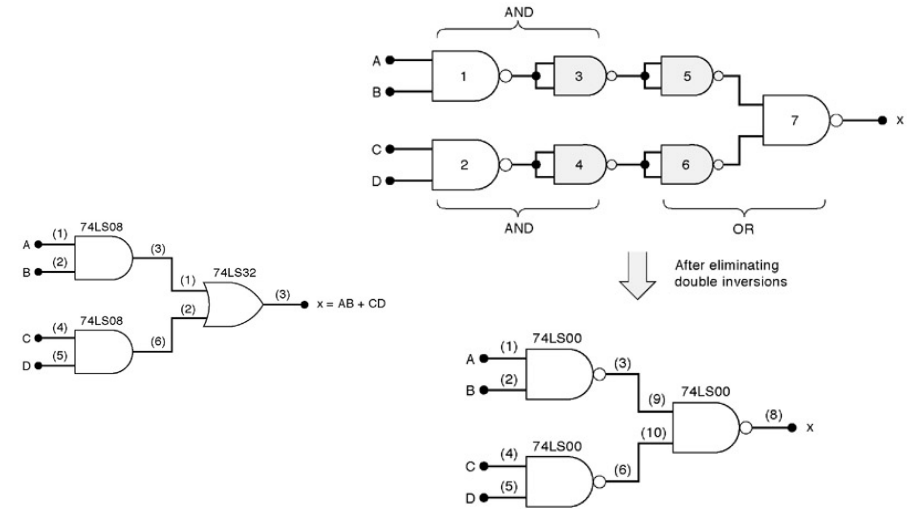 AND
A
B
1
3
5
7
x
C
D
2
4
6
AND
OR
After eliminating
double inversions
74LS08
A (1)
(3)
B (2)
74LS32
(1)
(3)
x = AB + CD
(2)
74LS08
C (4)
(6)
D (5)
74LS00
A (1)
(3)
B (2)
74LS00
(9)
(8)
x
(10)
74LS00
C (4)
(6)
D (5)